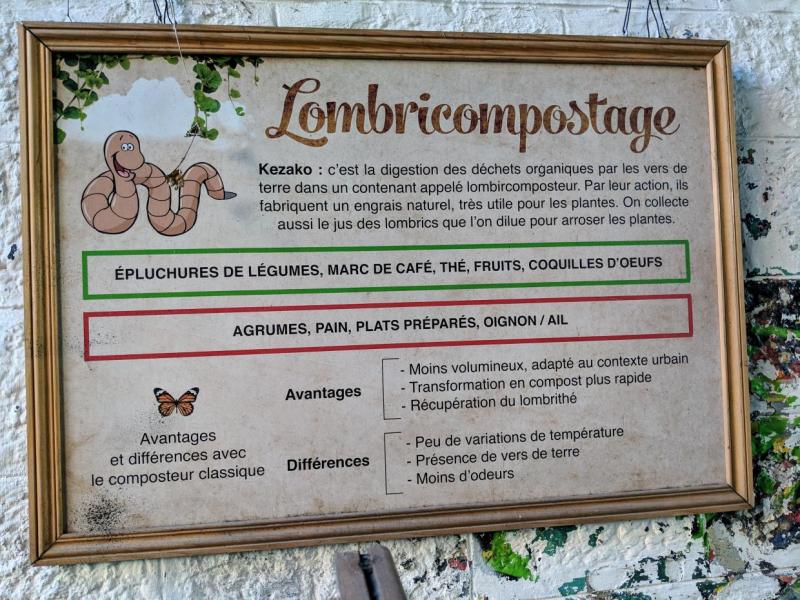 Lombricompostage
Kezako : c'est la digestion des déchets organiques par les vers de
terre dans un contenant appelé lombircomposteur. Par leur action, ils
fabriquent un engrais naturel, très utile pour les plantes. On collecte
aussi le jus des lombrics que l'on dilue pour arroser les plantes.
ÉPLUCHURES DE LÉGUMES, MARC DE CAFÉ, THÉ, FRUITS, COQUILLES D'OEUFS
AGRUMES, PAIN, PLATS PRÉPARÉS, OIGNON / AIL
Avantages
et différences avec
le composteur classique
Avantages
- Moins volumineux, adapté au contexte urbain
- Transformation en compost plus rapide
- Récupération du lombrithé
Différences
- Peu de variations de température
- Présence de vers de terre
- Moins d'odeurs